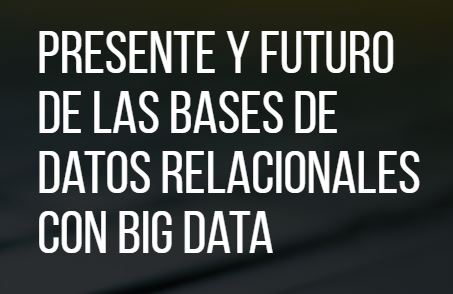 PRESENTE Y FUTURO
DE LAS BASES DE
DATOS RELACIONALES
CON BIG DATA